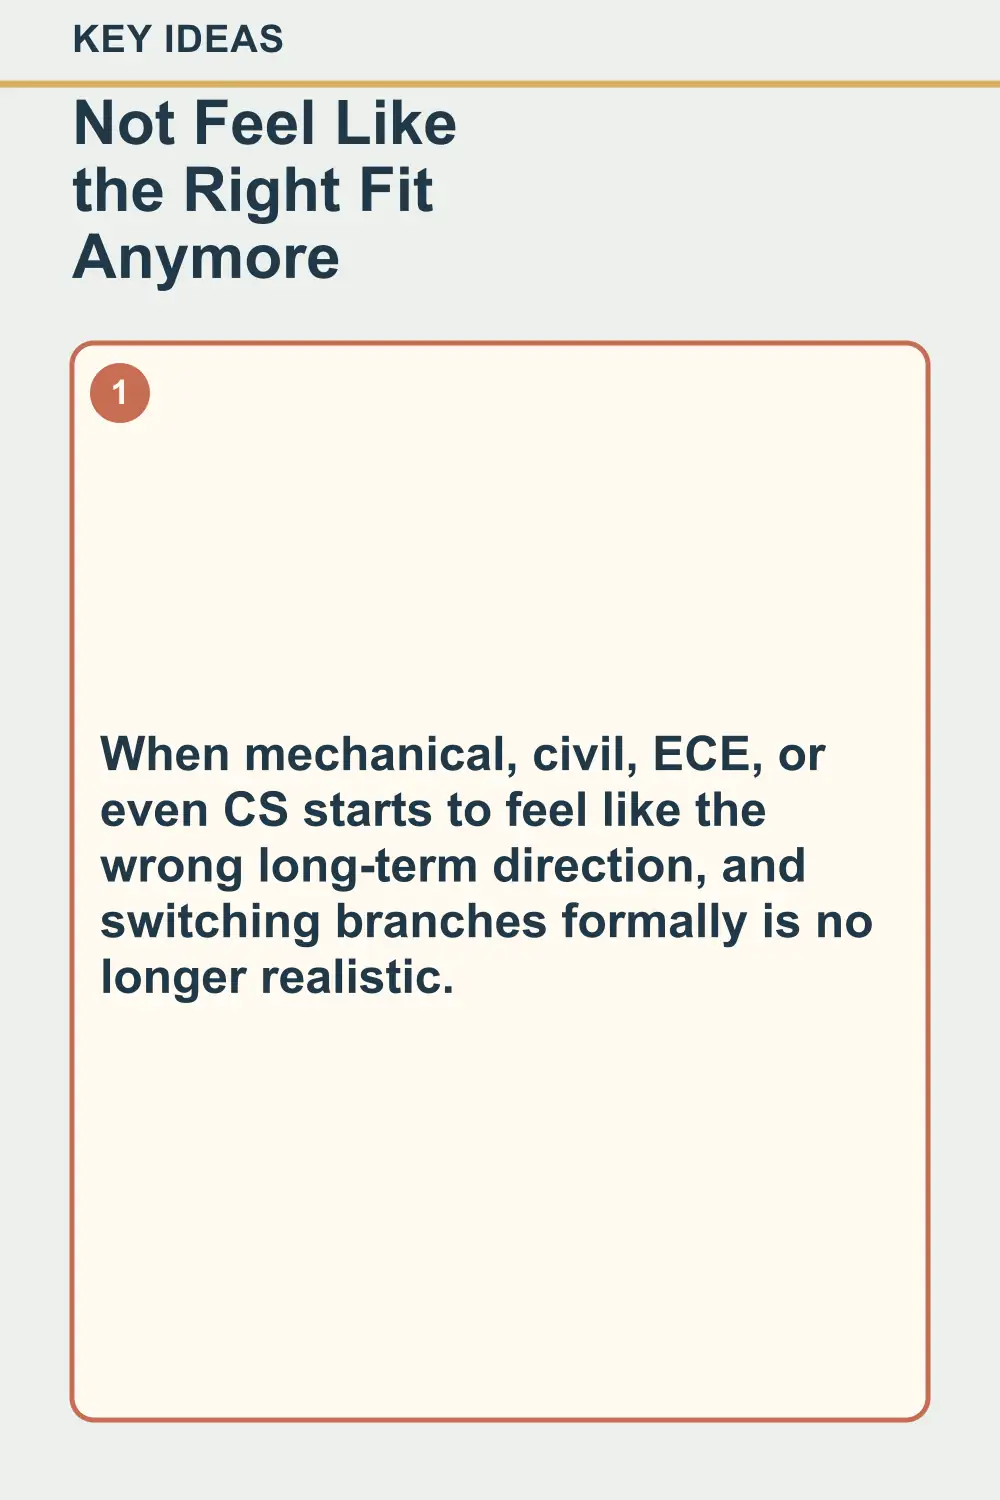 KEY IDEAS
Not Feel Like
the Right Fit
Anymore
1
When mechanical, civil, ECE, or
even CS starts to feel like the
wrong long-term direction, and
switching branches formally is no
longer realistic.